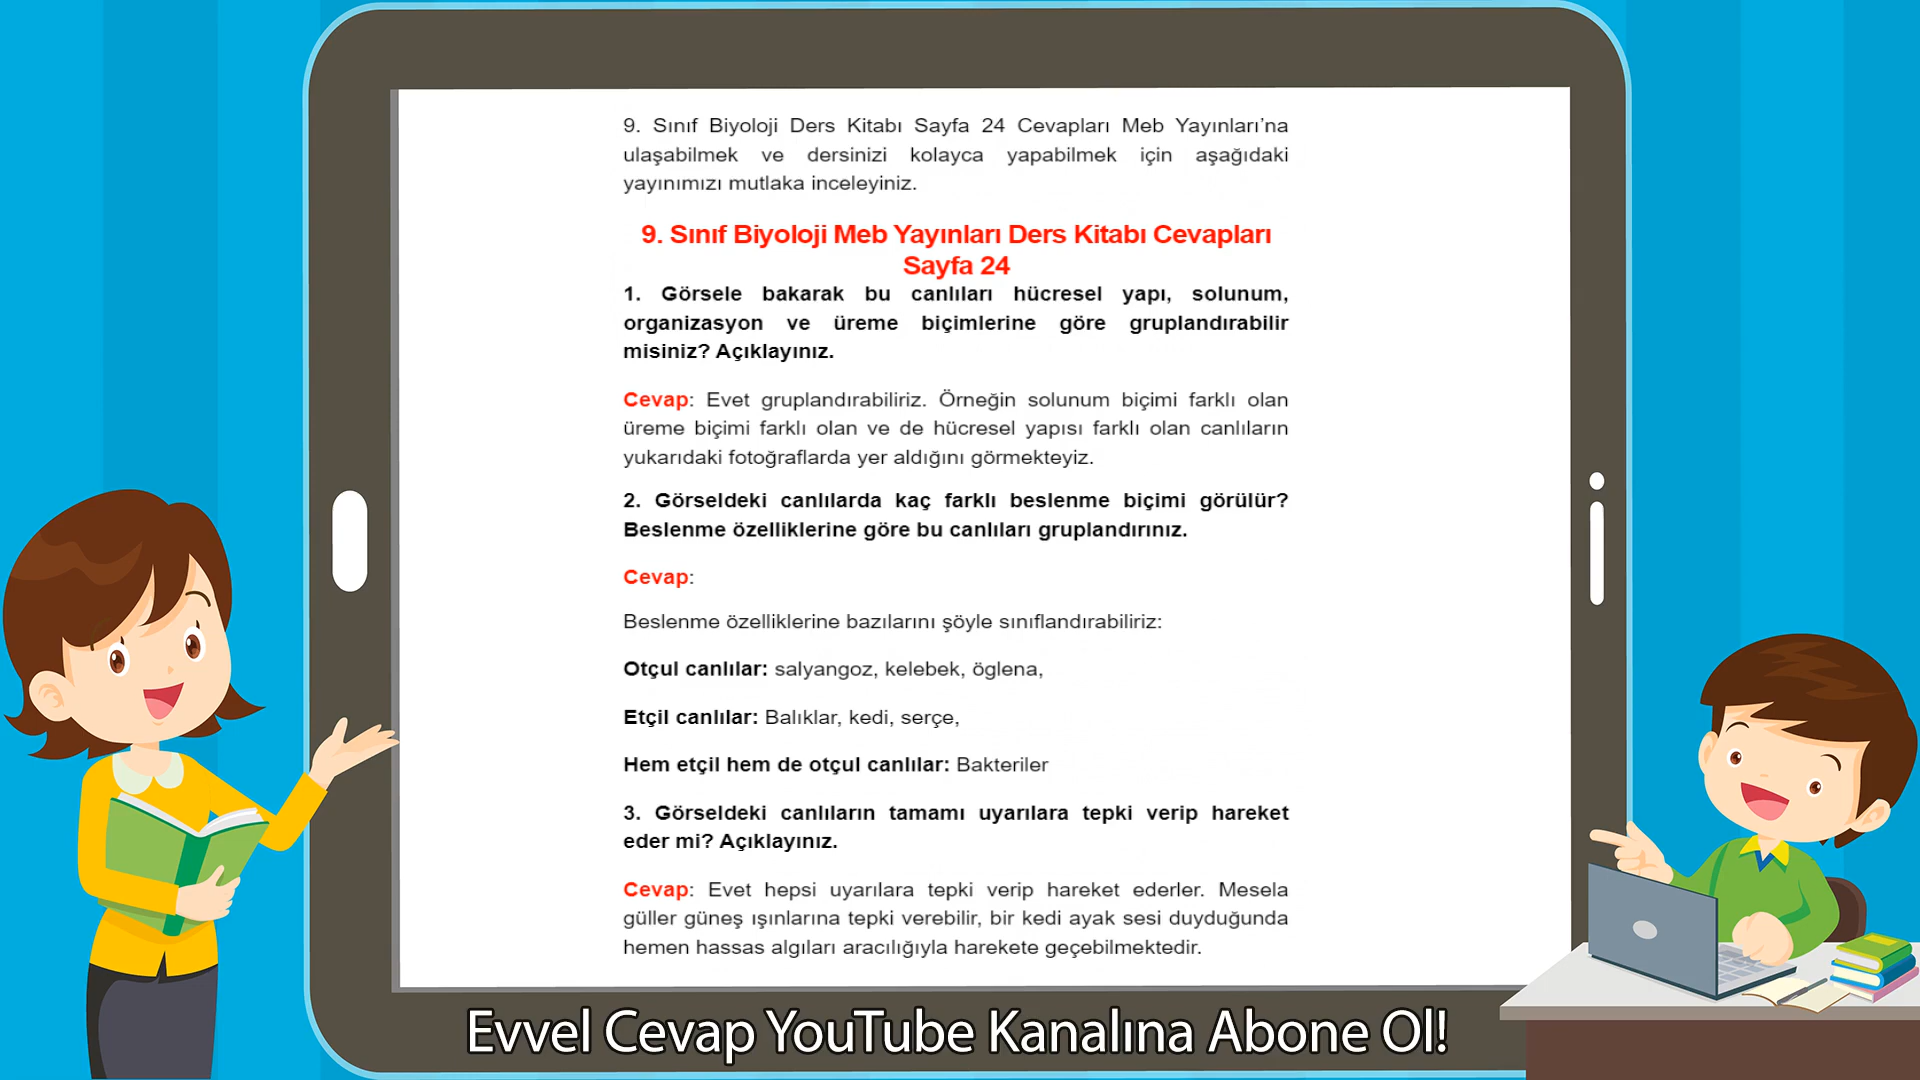 9. Sınıf Biyoloji Ders Kitabı Sayfa 24 Cevapları Meb Yayınları’na
ulaşabilmek ve dersinizi kolayca yapabilmek için aşağıdaki
yayınımızı mutlaka inceleyiniz.
9. Sınıf Biyoloji Meb Yayınları Ders Kitabı Cevapları
Sayfa 24
1. Görsele bakarak bu canlıları hücresel yapı, solunum,
organizasyon ve üreme biçimlerine göre gruplandırabilir
misiniz? Açıklayınız.
Cevap: Evet gruplandırabiliriz. Örneğin solunum biçimi farklı olan
üreme biçimi farklı olan ve de hücresel yapısı farklı olan canlıların
yukarıdaki fotoğraflarda yer aldığını görmekteyiz.
2. Görseldeki canlılarda kaç farklı beslenme biçimi görülür?
Beslenme özelliklerine göre bu canlıları gruplandırınız.
Cevap:
Beslenme özelliklerine bazılarını şöyle sınıflandırabiliriz:
Otçul canlılar: salyangoz, kelebek, öglena,
Etçil canlılar: Balıklar, kedi, serçe,
Hem etçil hem de otçul canlılar: Bakteriler
3. Görseldeki canlıların tamamı uyarılara tepki verip hareket
eder mi? Açıklayınız.
Cevap: Evet hepsi uyarılara tepki verip hareket ederler. Mesela
güller güneş ışınlarına tepki verebilir, bir kedi ayak sesi duyduğunda
hemen hassas algıları aracılığıyla harekete geçebilmektedir.
Evvel Cevap YouTube Kanalına Abone Ol!